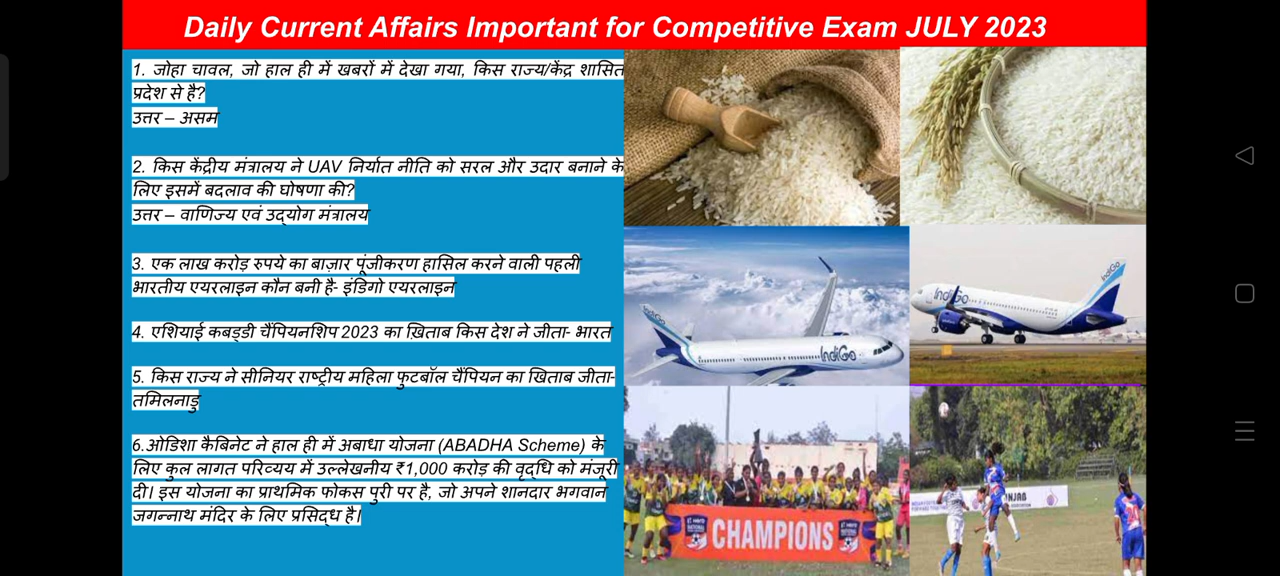 Daily Current Affairs Important for Competitive Exam JULY 2023
1. जोहा चावल, जो हाल ही में खबरों में देखा गया, किस राज्य/केंद्र शासित
प्रदेश से है?
उत्तर – असम
2. किस केंद्रीय मंत्रालय ने UAV निर्यात नीति को सरल और उदार बनाने के
लिए इसमें बदलाव की घोषणा की?
उत्तर – वाणिज्य एवं उद्योग मंत्रालय
3. एक लाख करोड़ रुपये का बाज़ार पूंजीकरण हासिल करने वाली पहली
भारतीय एयरलाइन कौन बनी है- इंडिगो एयरलाइन
4. एशियाई कबड्डी चैंपियनशिप 2023 का ख़िताब किस देश ने जीता- भारत
5. किस राज्य ने सीनियर राष्ट्रीय महिला फुटबॉल चैंपियन का खिताब जीता-
तमिलनाडु
6.ओडिशा कैबिनेट ने हाल ही में अबाधा योजना (ABADHA Scheme) के
लिए कुल लागत परिव्यय में उल्लेखनीय ₹1,000 करोड़ की वृद्धि को मंजूरी
दी। इस योजना का प्राथमिक फोकस पुरी पर है, जो अपने शानदार भगवान
जगन्नाथ मंदिर के लिए प्रसिद्ध है।
IndiGo
IndiGo
CHAMPIONS
NJAB